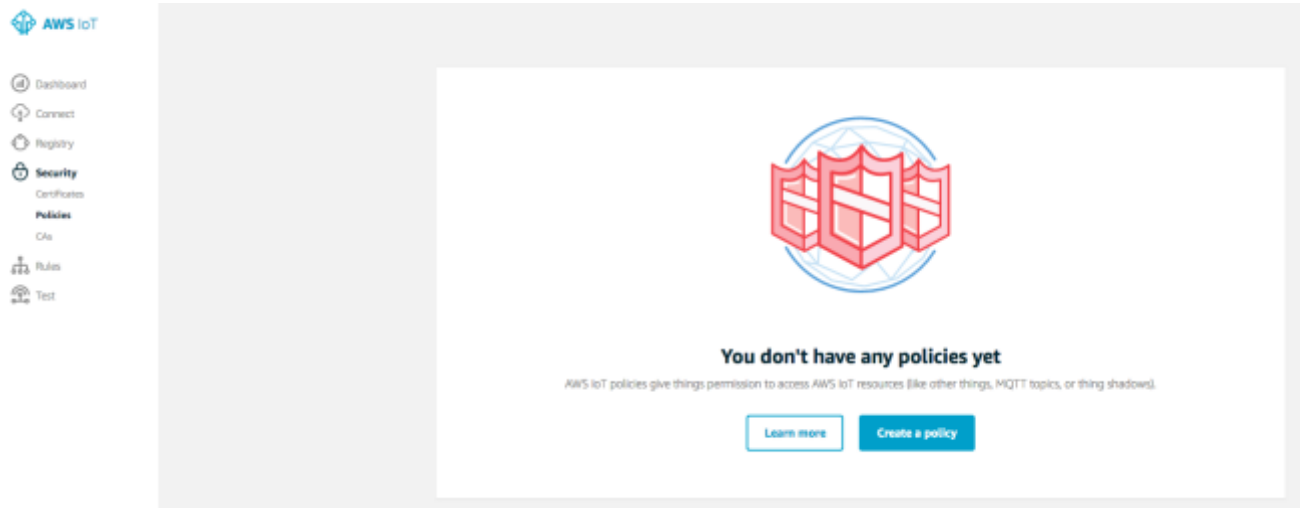 AWS IoT
Dashboard
Connect
Registry
Security
Certificates
Policies
CAs
Rules
Test
You don't have any policies yet
AWS IoT policies give things permission to access AWS IoT resources (like other things, MQTT topics, or thing shadows).
Learn more
Create a policy